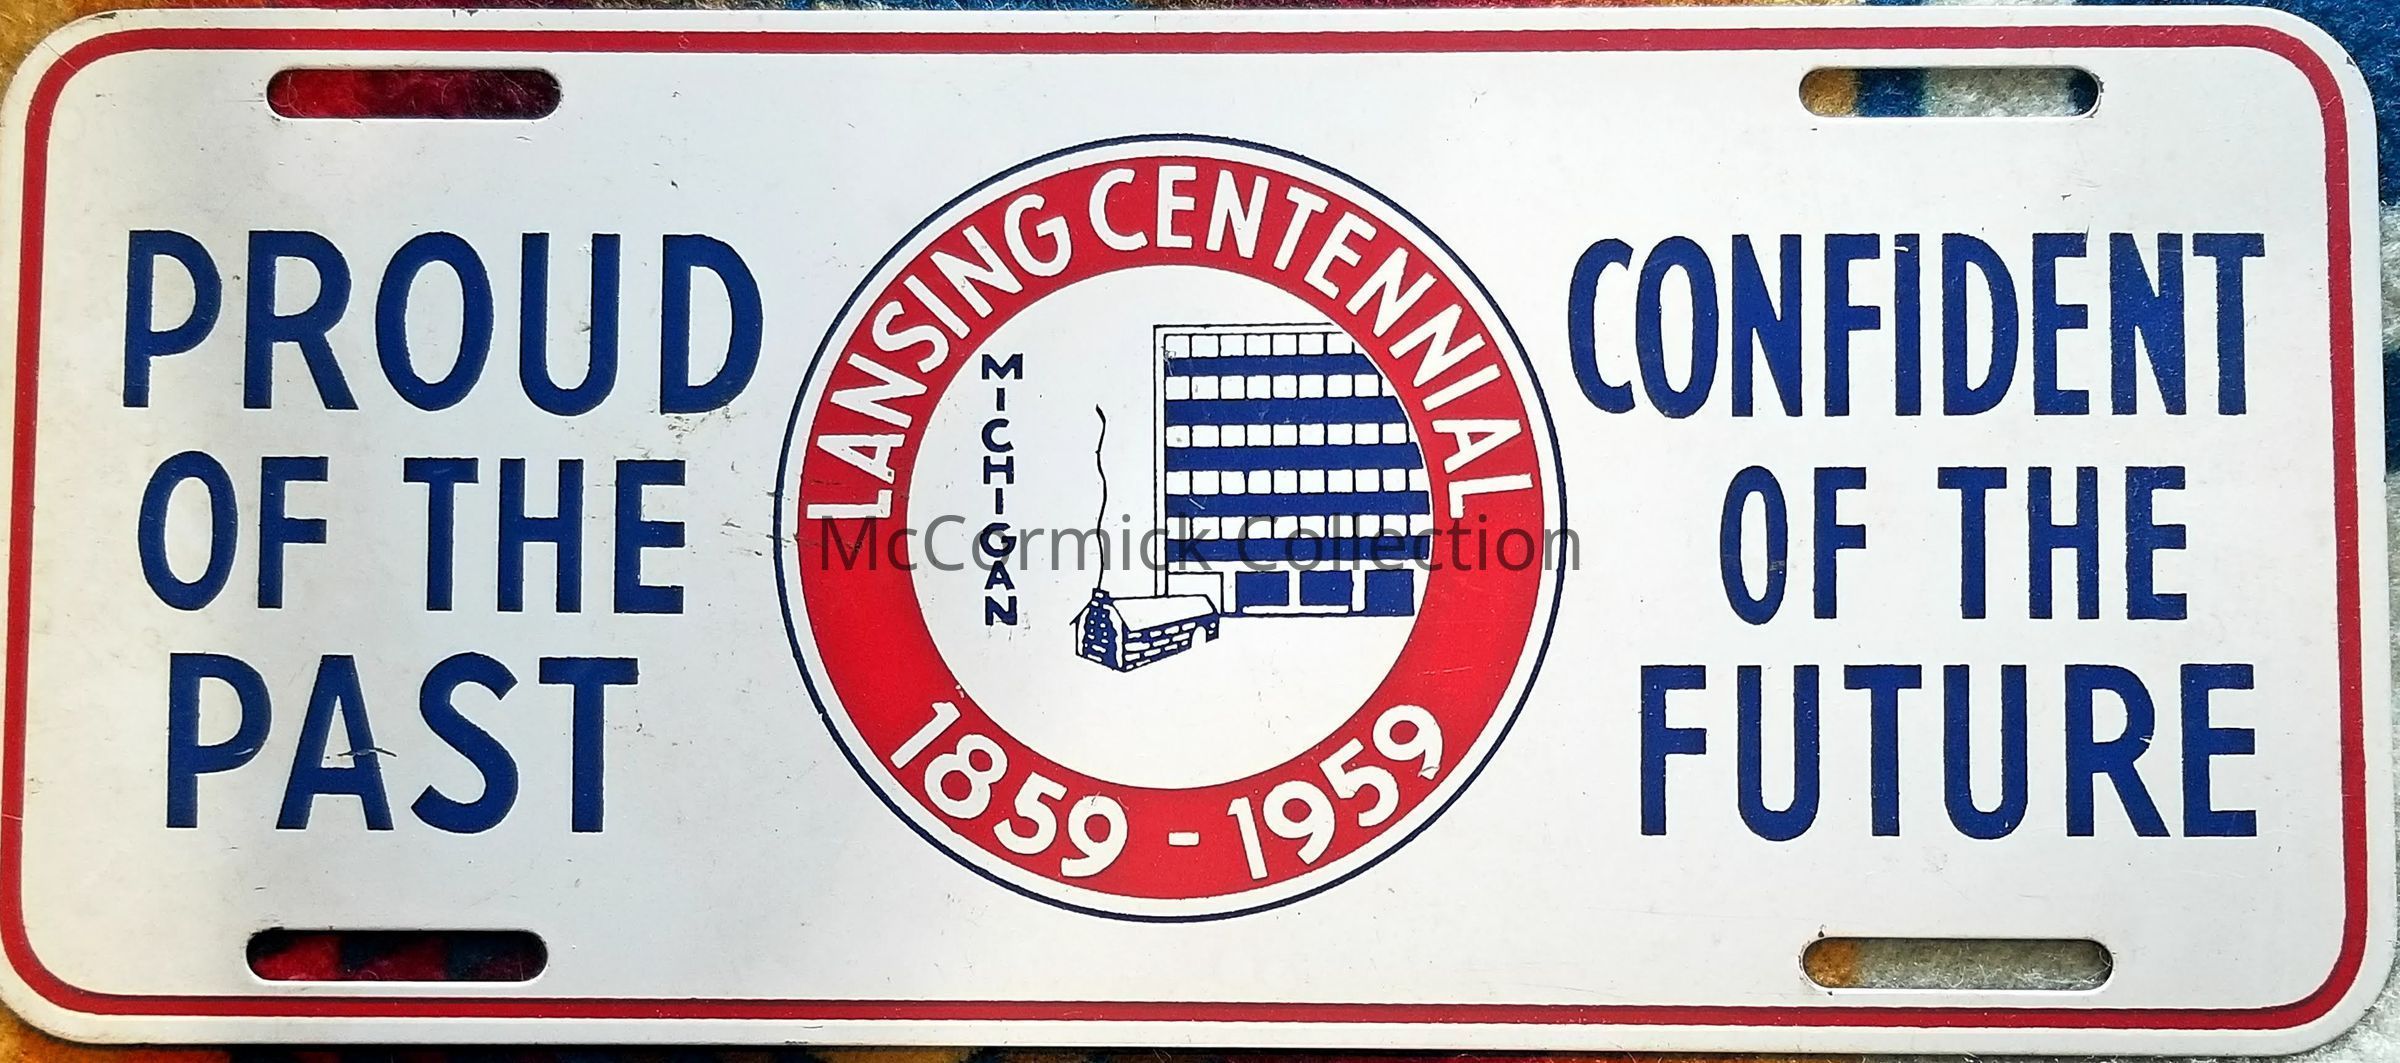 PROUD
OF THE
PAST
LANSING CENTENNIAL
MICHIGAN
1859 - 1959
CONFIDENT
OF THE
FUTURE
McCormick Collection